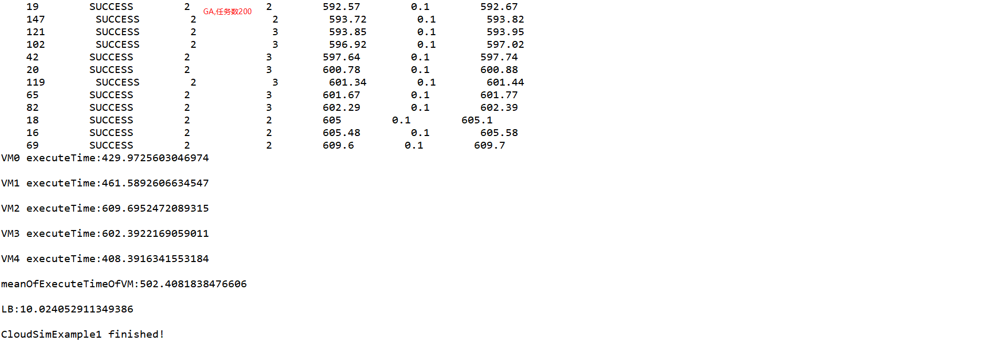 19 SUCCESS 2 2 592.57 0.1 592.67
GA,任务数200
147 SUCCESS 2 2 593.72 0.1 593.82
121 SUCCESS 2 3 593.85 0.1 593.95
102 SUCCESS 2 3 596.92 0.1 597.02
42 SUCCESS 2 3 597.64 0.1 597.74
20 SUCCESS 2 3 600.78 0.1 600.88
119 SUCCESS 2 3 601.34 0.1 601.44
65 SUCCESS 2 3 601.67 0.1 601.77
82 SUCCESS 2 3 602.29 0.1 602.39
18 SUCCESS 2 2 605 0.1 605.1
16 SUCCESS 2 2 605.48 0.1 605.58
69 SUCCESS 2 2 609.6 0.1 609.7
VM0 executeTime:429.9725603046974
VM1 executeTime:461.5892606634547
VM2 executeTime:609.6952472089315
VM3 executeTime:602.3922169059011
VM4 executeTime:408.3916341553184
meanOfExecuteTimeOfVM:502.4081838476606
LB:10.024052911349386
CloudSimExample1 finished!